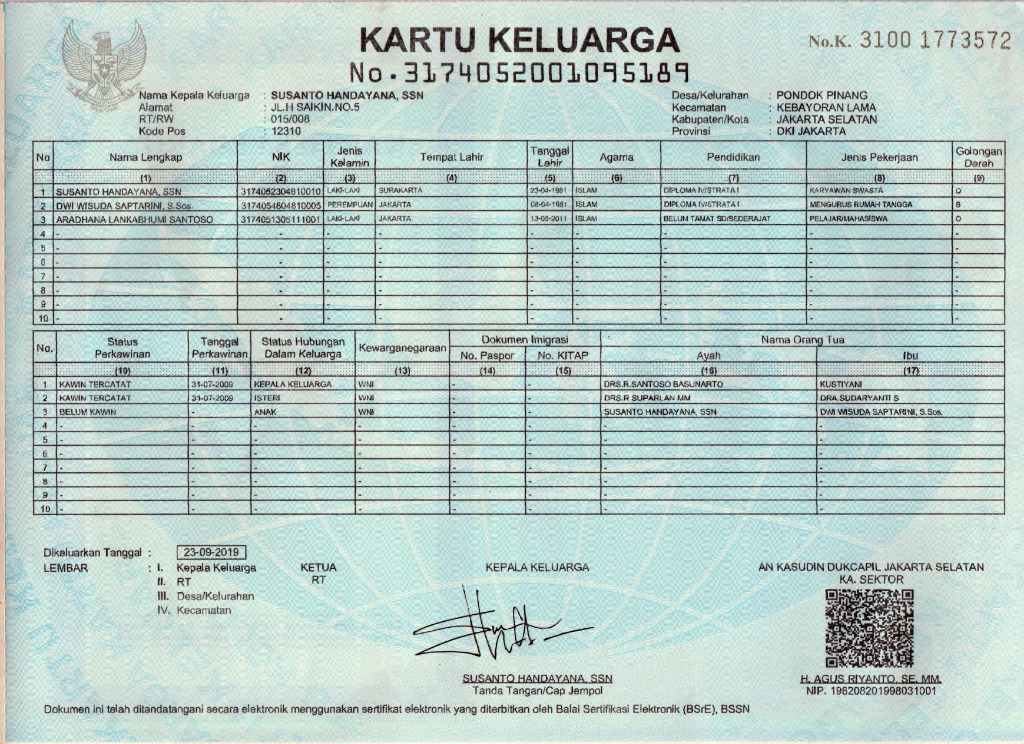 KARTU KELUARGA
No.K. 3100 1773572
No.3174052001095189
Nama Kepala Keluarga : SUSANTO HANDAYANA, SSN
Alamat : JL.H SAIKIN.NO.5
RT/RW : 015/008
Kode Pos : 12310
Desa/Kelurahan : PONDOK PINANG
Kecamatan : KEBAYORAN LAMA
Kabupaten/Kota : JAKARTA SELATAN
Provinsi : DKI JAKARTA
No Nama Lengkap NIK Jenis Kelamin Tempat Lahir Tanggal Lahir Agama Pendidikan Jenis Pekerjaan Golongan Darah
(1) (2) (3) (4) (5) (6) (7) (8) (9)
1 SUSANTO HANDAYANA, SSN 3174052304810010 LAKI-LAKI SURAKARTA 23-04-1981 ISLAM DIPLOMA IV/STRATA I KARYAWAN SWASTA O
2 DWI WISUDA SAPTARINI, S.Sos. 3174054804810005 PEREMPUAN JAKARTA 08-04-1981 ISLAM DIPLOMA IV/STRATA I MENGURUS RUMAH TANGGA B
3 ARADHANA LANKABHUMI SANTOSO 3174051305111001 LAKI-LAKI JAKARTA 13-05-2011 ISLAM BELUM TAMAT SD/SEDERAJAT PELAJAR/MAHASISWA O
4 - - - - - - - - -
5 - - - - - - - - -
6 - - - - - - - - -
7 - - - - - - - - -
8 - - - - - - - - -
9 - - - - - - - - -
10 - - - - - - - - -
No. Status Perkawinan Tanggal Perkawinan Status Hubungan Dalam Keluarga Kewarganegaraan Dokumen Imigrasi Nama Orang Tua
No. Paspor No. KITAP Ayah Ibu
(10) (11) (12) (13) (14) (15) (16) (17)
1 KAWIN TERCATAT 31-07-2009 KEPALA KELUARGA WNI - - DRS.R.SANTOSO BASUNARTO KUSTIYANI
2 KAWIN TERCATAT 31-07-2009 ISTERI WNI - - DRS.R SUPARLAN MM DRA.SUDARYANTI S
3 BELUM KAWIN - ANAK WNI - - SUSANTO HANDAYANA, SSN DWI WISUDA SAPTARINI, S.Sos.
4 - - - - - - - -
5 - - - - - - - -
6 - - - - - - - -
7 - - - - - - - -
8 - - - - - - - -
9 - - - - - - - -
10 - - - - - - - -
Dikeluarkan Tanggal : 23-09-2019
LEMBAR : I. Kepala Keluarga
II. RT
III. Desa/Kelurahan
IV. Kecamatan
KETUA
RT
KEPALA KELUARGA
SUSANTO HANDAYANA, SSN
Tanda Tangan/Cap Jempol
AN KASUDIN DUKCAPIL JAKARTA SELATAN
KA. SEKTOR
H. AGUS RIYANTO, SE, MM.
NIP. 196208201998031001
Dokumen ini telah ditandatangani secara elektronik menggunakan sertifikat elektronik yang diterbitkan oleh Balai Sertifikasi Elektronik (BSrE), BSSN